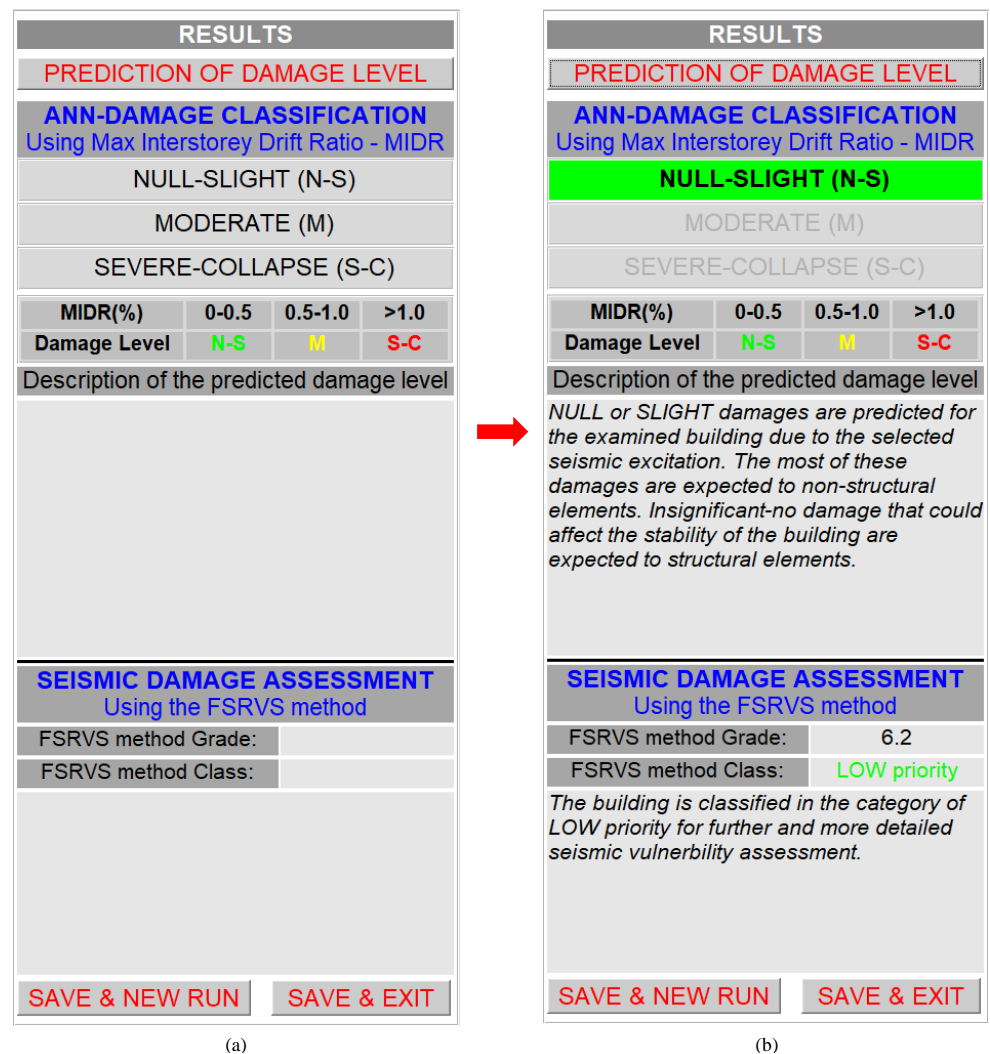 RESULTS
PREDICTION OF DAMAGE LEVEL
ANN-DAMAGE CLASSIFICATION
Using Max Interstorey Drift Ratio - MIDR
NULL-SLIGHT (N-S)
MODERATE (M)
SEVERE-COLLAPSE (S-C)
MIDR(%) 0-0.5 0.5-1.0 >1.0
Damage Level N-S M S-C
Description of the predicted damage level
SEISMIC DAMAGE ASSESSMENT
Using the FSRVS method
FSRVS method Grade:
FSRVS method Class:
SAVE & NEW RUN SAVE & EXIT
(a)
RESULTS
PREDICTION OF DAMAGE LEVEL
ANN-DAMAGE CLASSIFICATION
Using Max Interstorey Drift Ratio - MIDR
NULL-SLIGHT (N-S)
MODERATE (M)
SEVERE-COLLAPSE (S-C)
MIDR(%) 0-0.5 0.5-1.0 >1.0
Damage Level N-S M S-C
Description of the predicted damage level
NULL or SLIGHT damages are predicted for
the examined building due to the selected
seismic excitation. The most of these
damages are expected to non-structural
elements. Insignificant-no damage that could
affect the stability of the building are
expected to structural elements.
SEISMIC DAMAGE ASSESSMENT
Using the FSRVS method
FSRVS method Grade: 6.2
FSRVS method Class: LOW priority
The building is classified in the category of
LOW priority for further and more detailed
seismic vulnerbility assessment.
SAVE & NEW RUN SAVE & EXIT
(b)